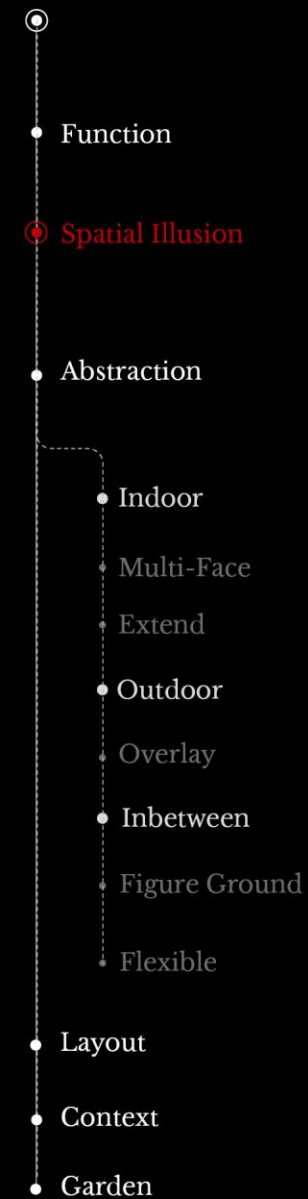 Function
Spatial Illusion
Abstraction
Indoor
Multi-Face
Extend
Outdoor
Overlay
Inbetween
Figure Ground
Flexible
Layout
Context
Garden